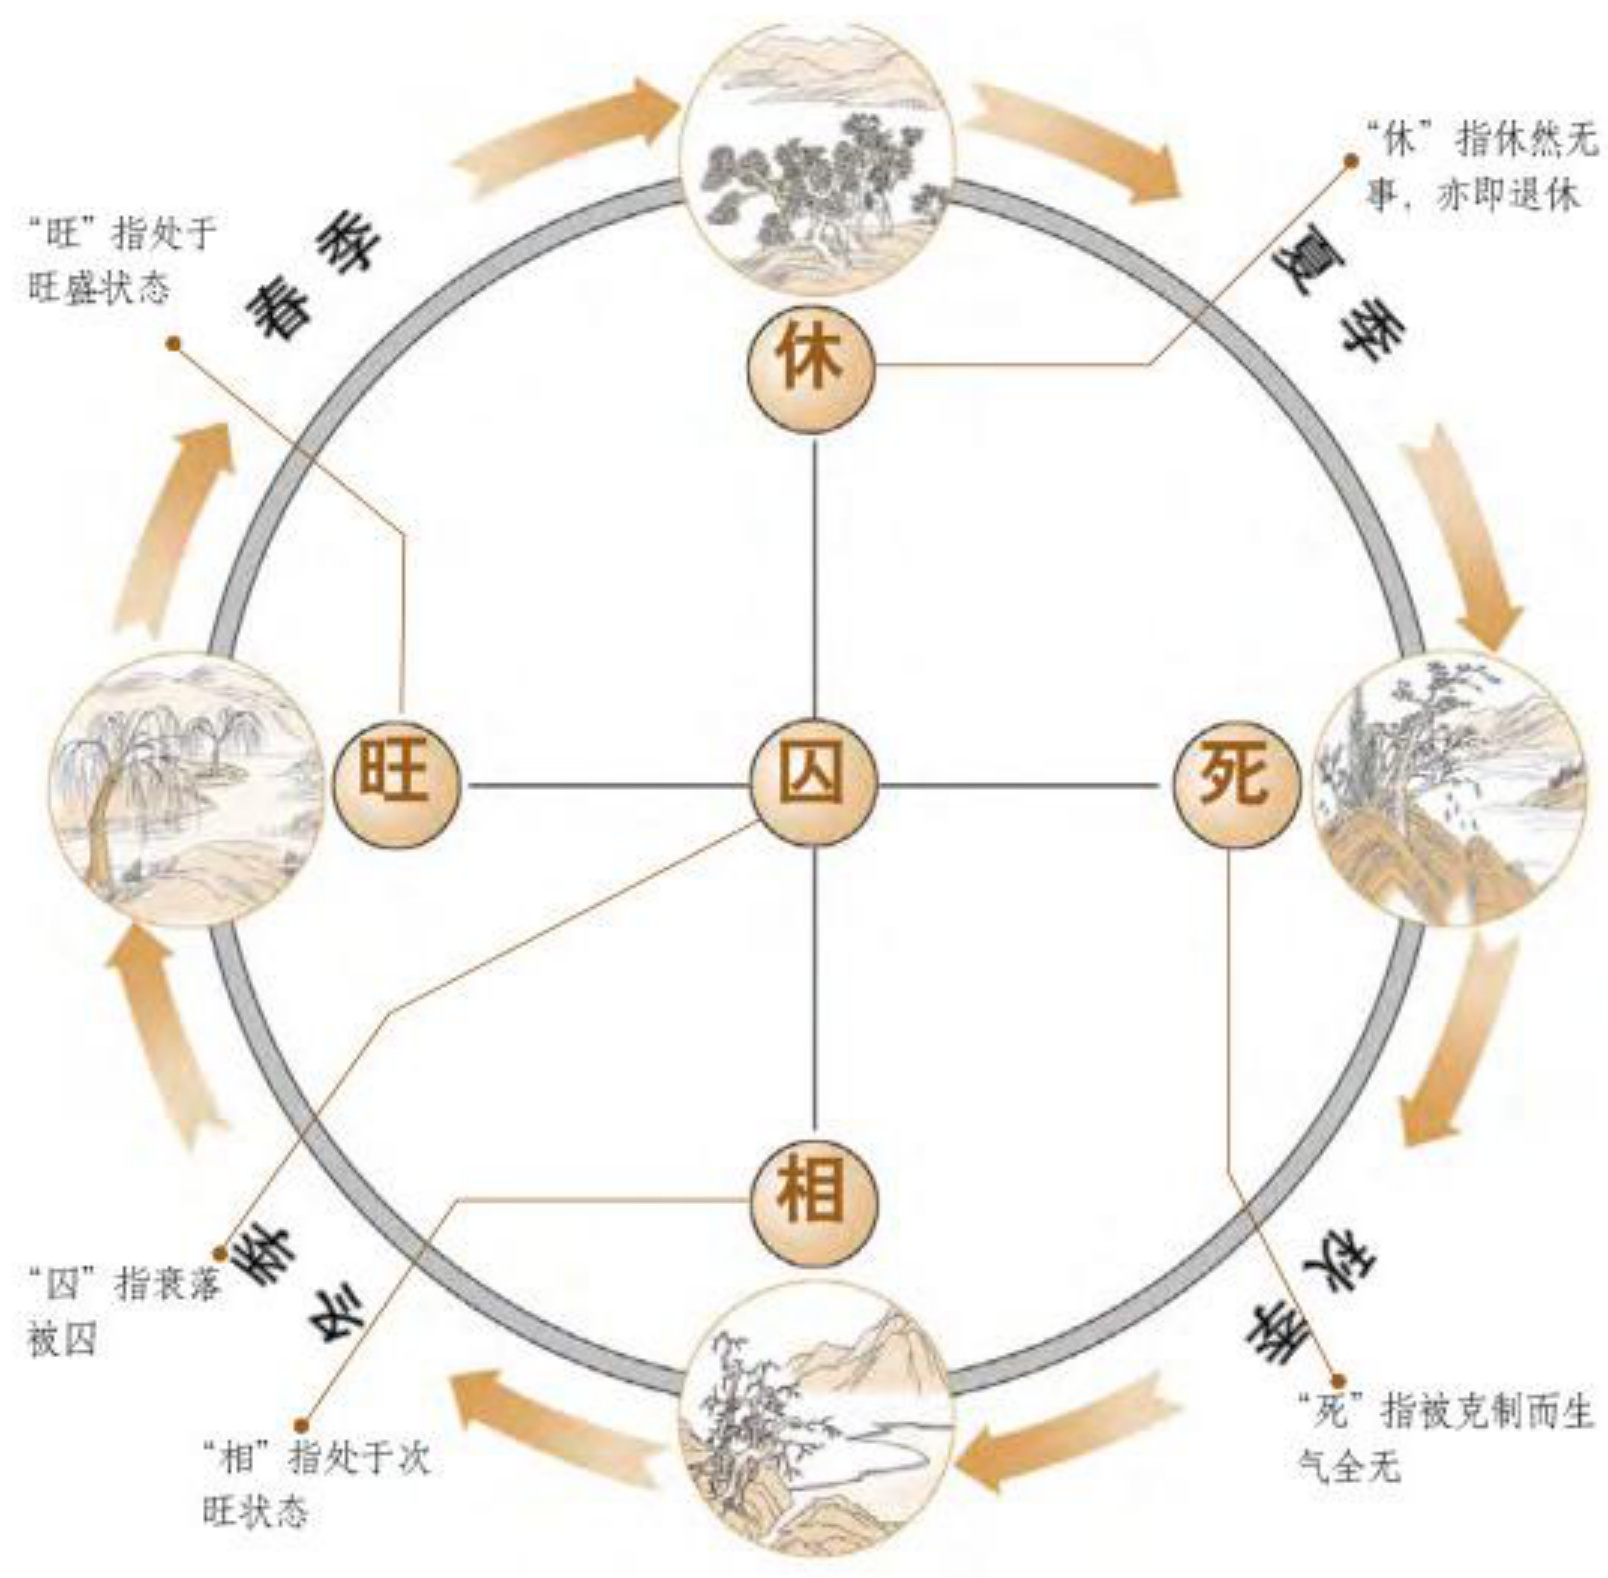 “休”指休然无
事，亦即退休
“旺”指处于
旺盛状态
春季
夏季
休
旺
囚
死
相
冬季
秋季
“囚”指衰落
被囚
“死”指被克制而生
气全无
“相”指处于次
旺状态